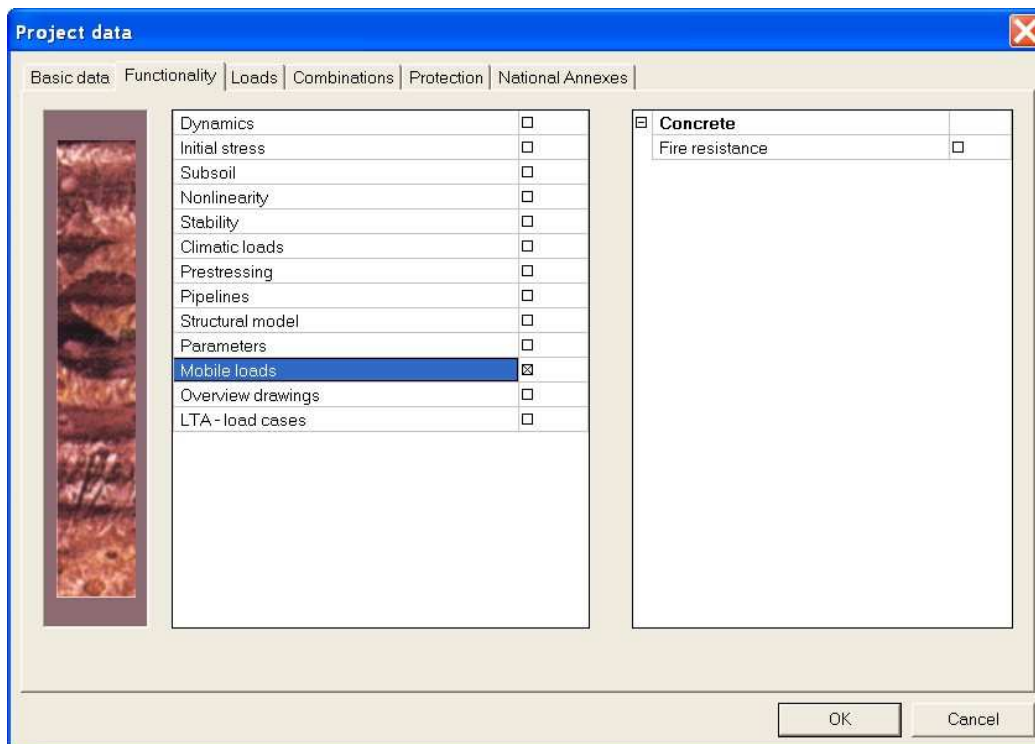 Project data
Basic data Functionality Loads Combinations Protection National Annexes
Dynamics
Initial stress
Subsoil
Nonlinearity
Stability
Climatic loads
Prestressing
Pipelines
Structural model
Parameters
Mobile loads
Overview drawings
LTA - load cases
Concrete
Fire resistance
OK Cancel